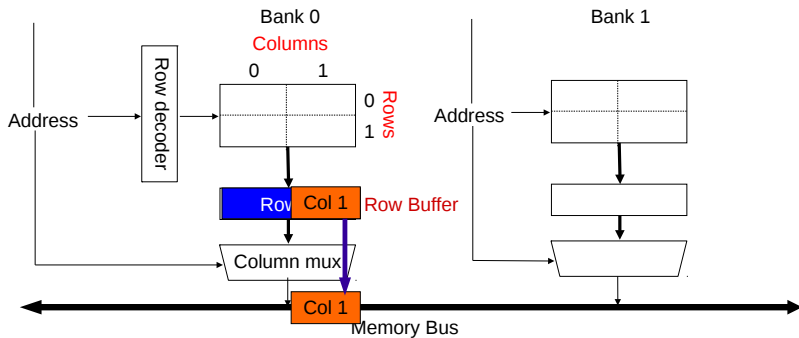 Bank 0
Bank 1
Columns
0 1
Row decoder
0
1
Rows
Address
Address
Row
Col 1
Row Buffer
Column mux
Col 1
Memory Bus